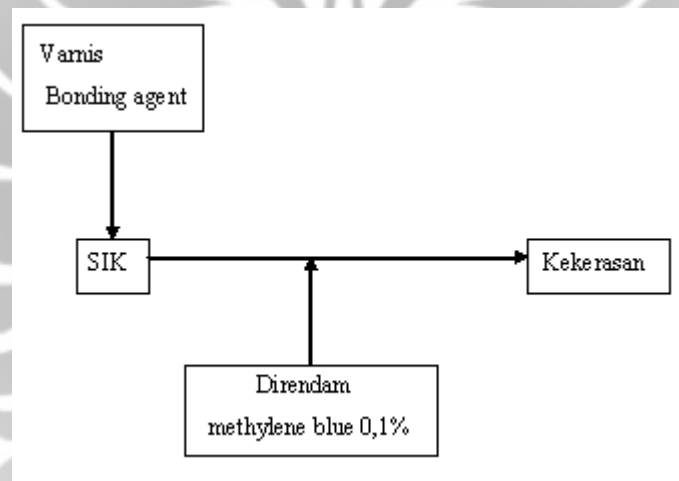 Varnis
Bonding agent
SIK
Kekerasan
Direndam
methylene blue 0,1%